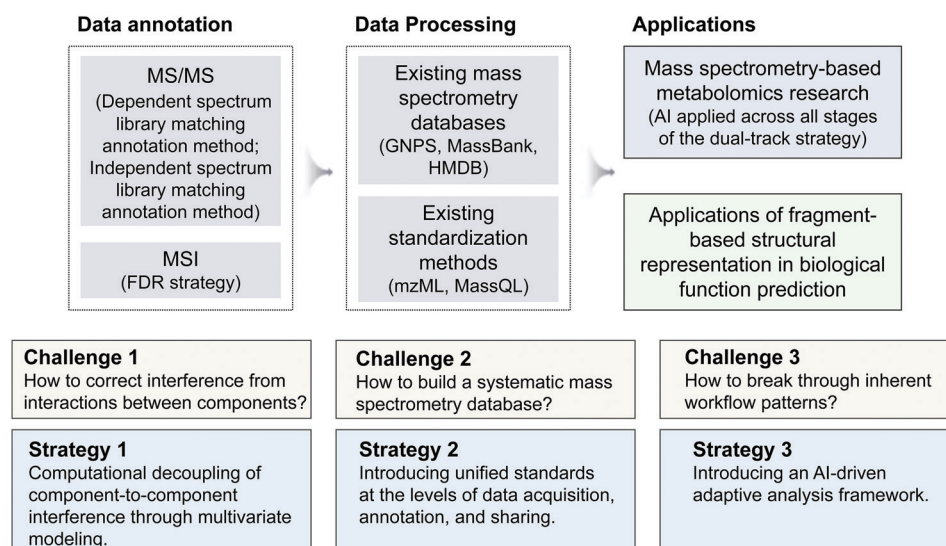 Data annotation
MS/MS
(Dependent spectrum
library matching
annotation method;
Independent spectrum
library matching
annotation method)
MSI
(FDR strategy)
Data Processing
Existing mass
spectrometry
databases
(GNPS, MassBank,
HMDB)
Existing
standardization
methods
(mzML, MassQL)
Applications
Mass spectrometry-based
metabolomics research
(AI applied across all stages
of the dual-track strategy)
Applications of fragment-
based structural
representation in biological
function prediction
Challenge 1
How to correct interference from
interactions between components?
Challenge 2
How to build a systematic mass
spectrometry database?
Challenge 3
How to break through inherent
workflow patterns?
Strategy 1
Computational decoupling of
component-to-component
interference through multivariate
modeling.
Strategy 2
Introducing unified standards
at the levels of data acquisition,
annotation, and sharing.
Strategy 3
Introducing an AI-driven
adaptive analysis framework.